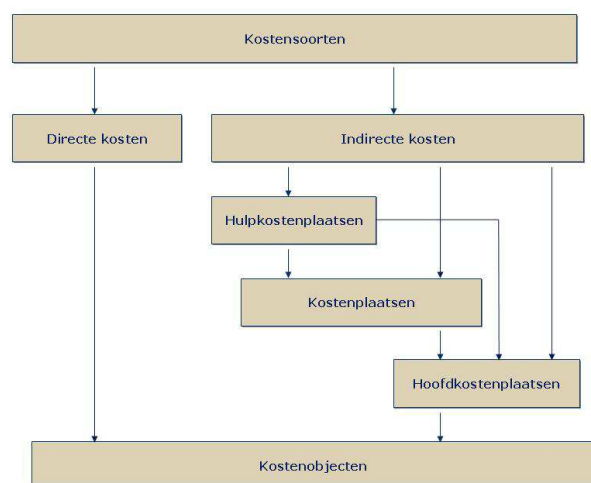 Kostensoorten
Directe kosten
Indirecte kosten
Hulpkostenplaatsen
Kostenplaatsen
Hoofdkostenplaatsen
Kostenobjecten